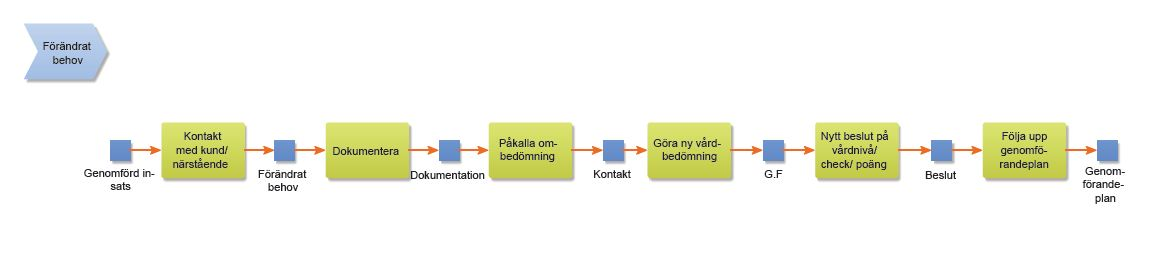 Förändrat
behov
Kontakt
med kund/
närstående
Dokumentera
Påkalla om-
bedömning
Göra ny vård-
bedömning
Nytt beslut på
vårdnivå/
check/ poäng
Följa upp
genomfö-
randeplan
Genomförd in-
sats
Förändrat
behov
Dokumentation
Kontakt
G.F
Beslut
Genom-
förande-
plan